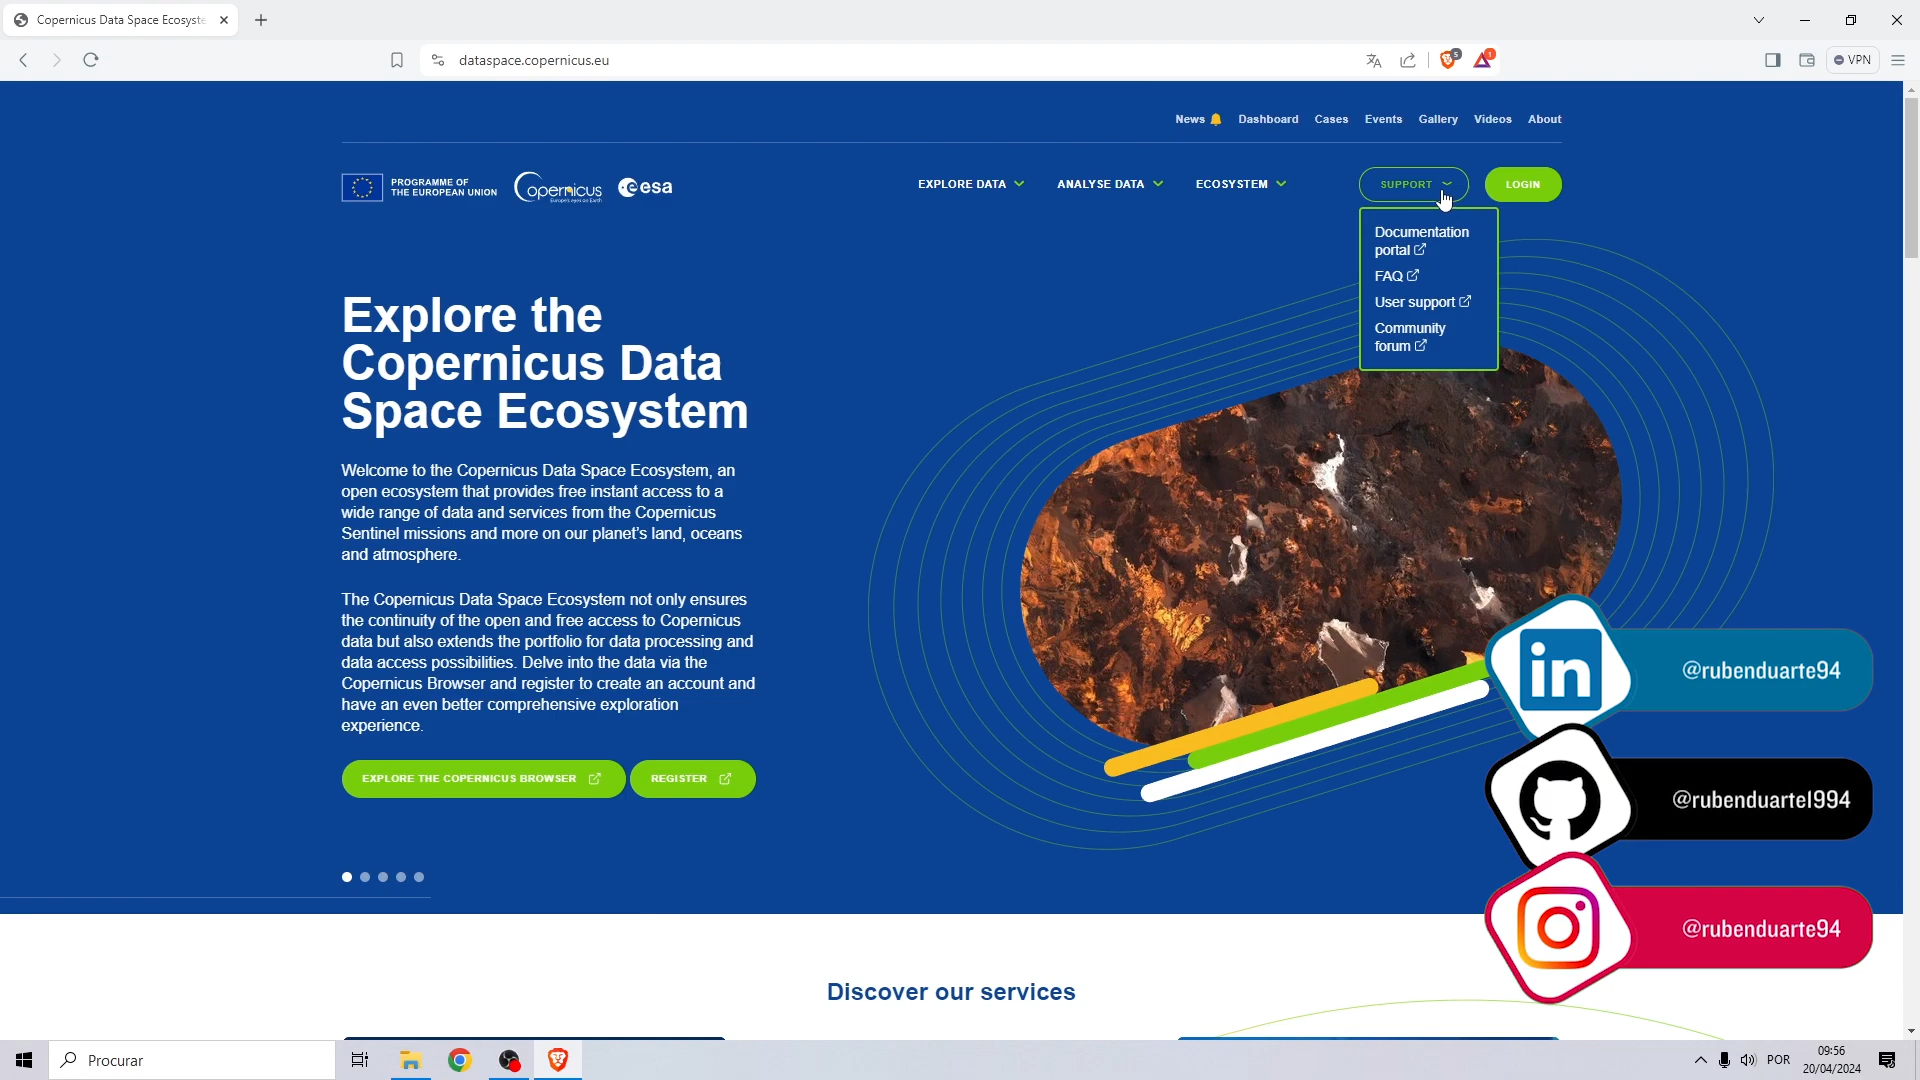 Copernicus Data Space Ecosyste
dataspace.copernicus.eu
5
1
VPN
News Dashboard Cases Events Gallery Videos About
PROGRAMME OF
THE EUROPEAN UNION
opernicus
Europe's eyes on Earth
esa
EXPLORE DATA ANALYSE DATA ECOSYSTEM SUPPORT LOGIN
Documentation
portal
FAQ
User support
Community
forum
Explore the
Copernicus Data
Space Ecosystem
Welcome to the Copernicus Data Space Ecosystem, an
open ecosystem that provides free instant access to a
wide range of data and services from the Copernicus
Sentinel missions and more on our planet's land, oceans
and atmosphere.
The Copernicus Data Space Ecosystem not only ensures
the continuity of the open and free access to Copernicus
data but also extends the portfolio for data processing and
data access possibilities. Delve into the data via the
Copernicus Browser and register to create an account and
have an even better comprehensive exploration
experience.
EXPLORE THE COPERNICUS BROWSER REGISTER
in @rubenduarte94
@rubenduarte1994
@rubenduarte94
Discover our services
Procurar
POR
09:56
20/04/2024